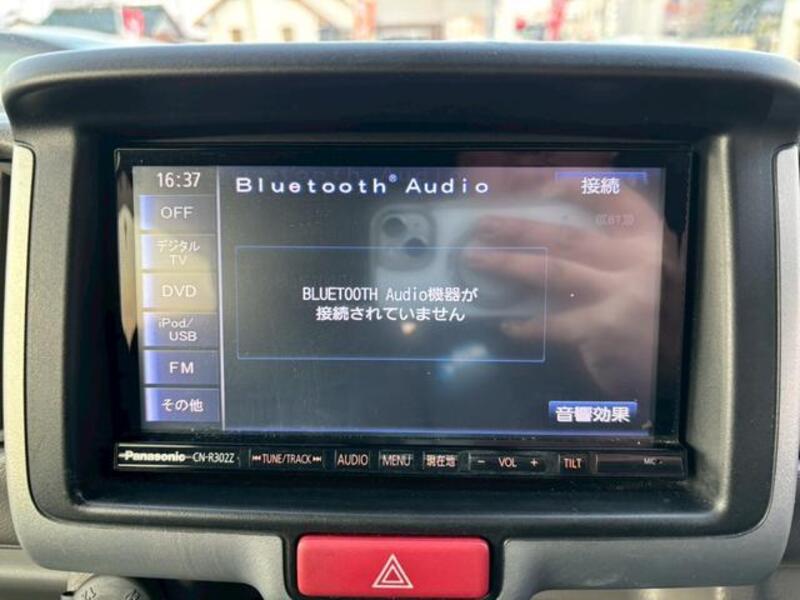 16:37
Bluetooth® Audio
接続
OFF
デジタル
TV
DVD
iPod/
USB
FM
その他
BLUETOOTH Audio機器が
接続されていません
音響効果
Panasonic CN-R302Z
TUNE/TRACK
AUDIO
MENU
現在地
− VOL +
TILT
MIC